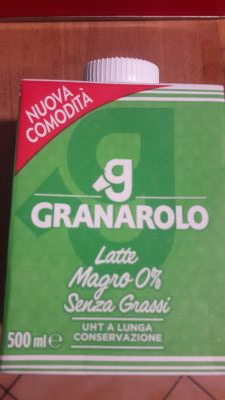 NUOVA
COMODITÀ
g
GRANAROLO
Latte
Magro 0%
Senza Grassi
UHT A LUNGA
CONSERVAZIONE
500 ml e